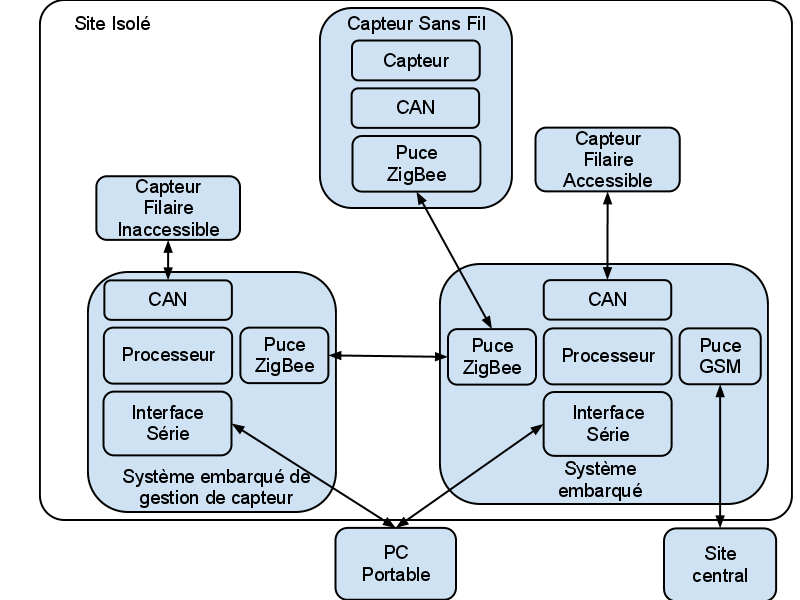 Site Isolé
Capteur Sans Fil
Capteur
CAN
Puce
ZigBee
Capteur
Filaire
Accessible
Capteur
Filaire
Inaccessible
CAN
Processeur
Puce
ZigBee
Interface
Série
Système embarqué de
gestion de capteur
CAN
Puce
ZigBee
Processeur
Puce
GSM
Interface
Série
Système
embarqué
PC
Portable
Site
central